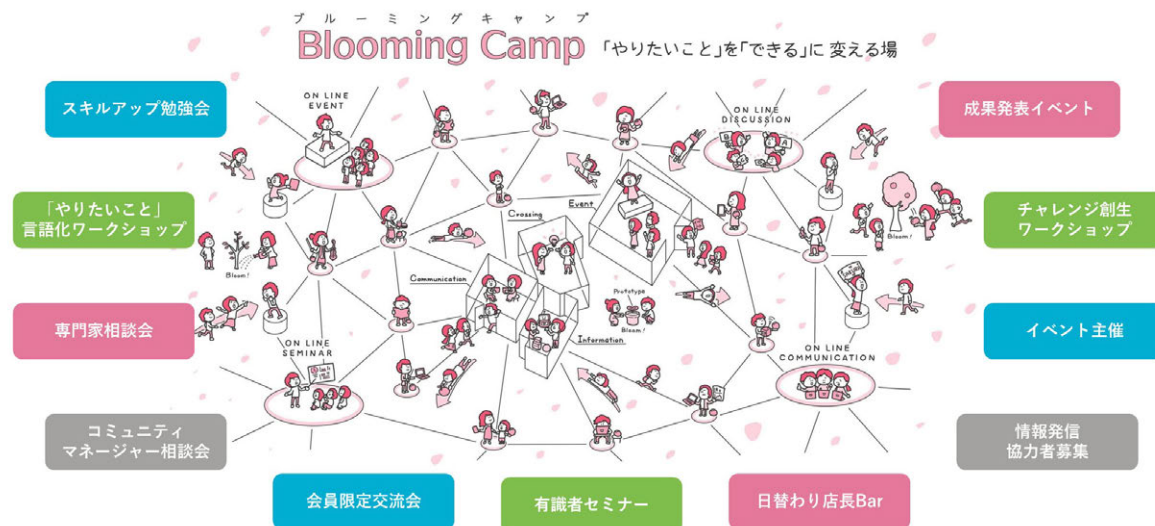 ブルーミングキャンプ
Blooming Camp 「やりたいこと」を「できる」に 変える場
スキルアップ勉強会
ON LINE
EVENT
ON LINE
DISCUSSION
成果発表イベント
「やりたいこと」
言語化ワークショップ
Event
Crossing
Bloom!
チャレンジ創生
ワークショップ
Bloom!
Communication
Prototype
Bloom!
Information
専門家相談会
イベント主催
ON LINE
SEMINAR
ON LINE
COMMUNICATION
コミュニティ
マネージャー相談会
情報発信
協力者募集
会員限定交流会
有識者セミナー
日替わり店長Bar